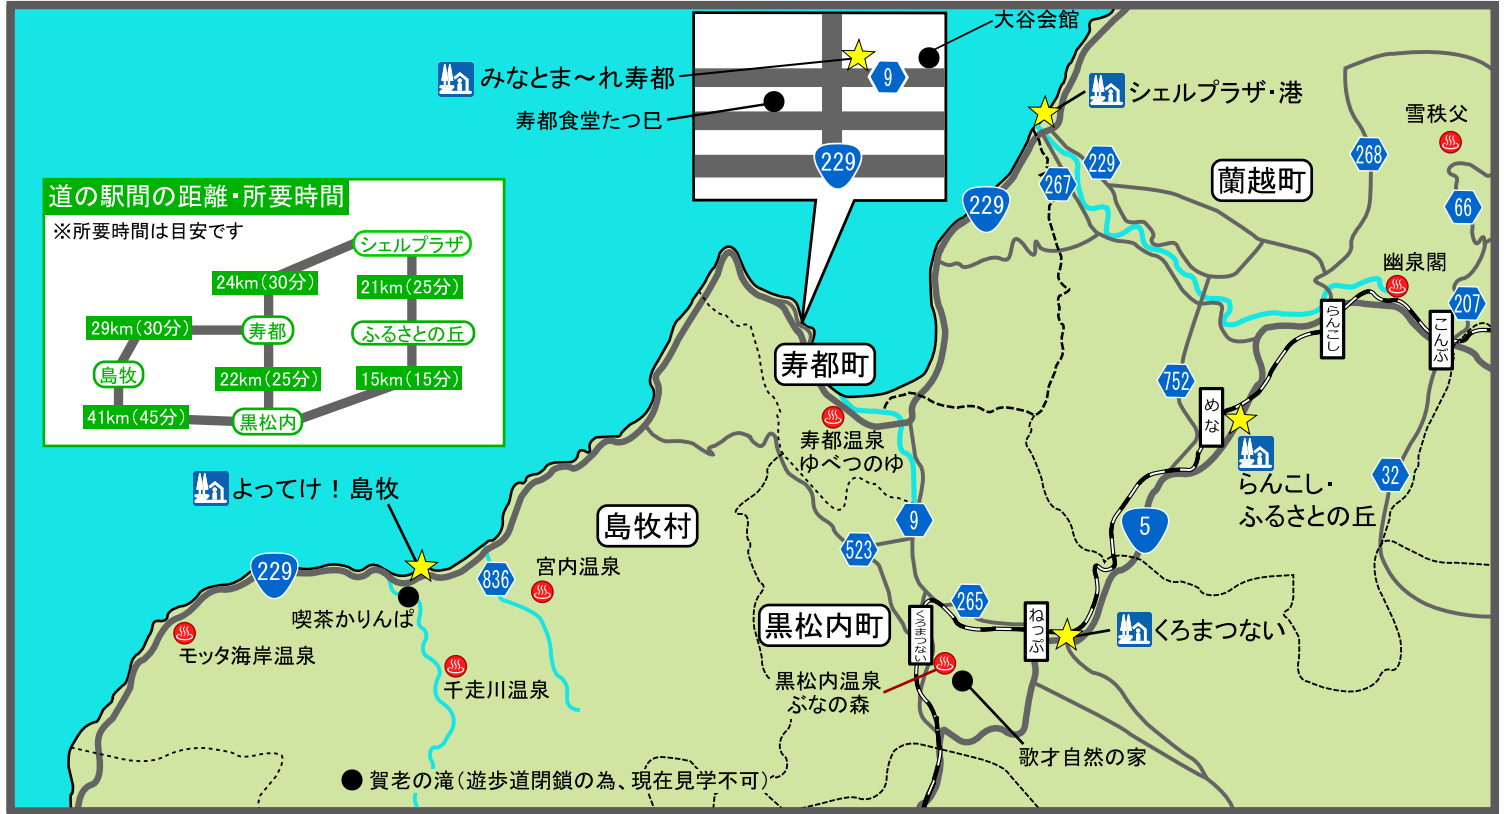 大谷会館
みなとま～れ寿都
9
寿都食堂たつ巳
229
シェルプラザ・港
雪秩父
268
229
267
蘭越町
66
229
道の駅間の距離・所要時間
※所要時間は目安です
シェルプラザ
24km(30分)
21km(25分)
29km(30分)
寿都
ふるさとの丘
島牧
22km(25分)
15km(15分)
41km(45分)
黒松内
幽泉閣
207
らんこし
こんぶ
寿都町
752
めな
寿都温泉
ゆべつのゆ
らんこし・
ふるさとの丘
32
よってけ！島牧
島牧村
9
5
523
229
836
宮内温泉
喫茶かりんぱ
265
黒松内町
くろまつない
ねっぷ
くろまつない
モッタ海岸温泉
千走川温泉
黒松内温泉
ぶなの森
歌才自然の家
賀老の滝(遊歩道閉鎖の為、現在見学不可)